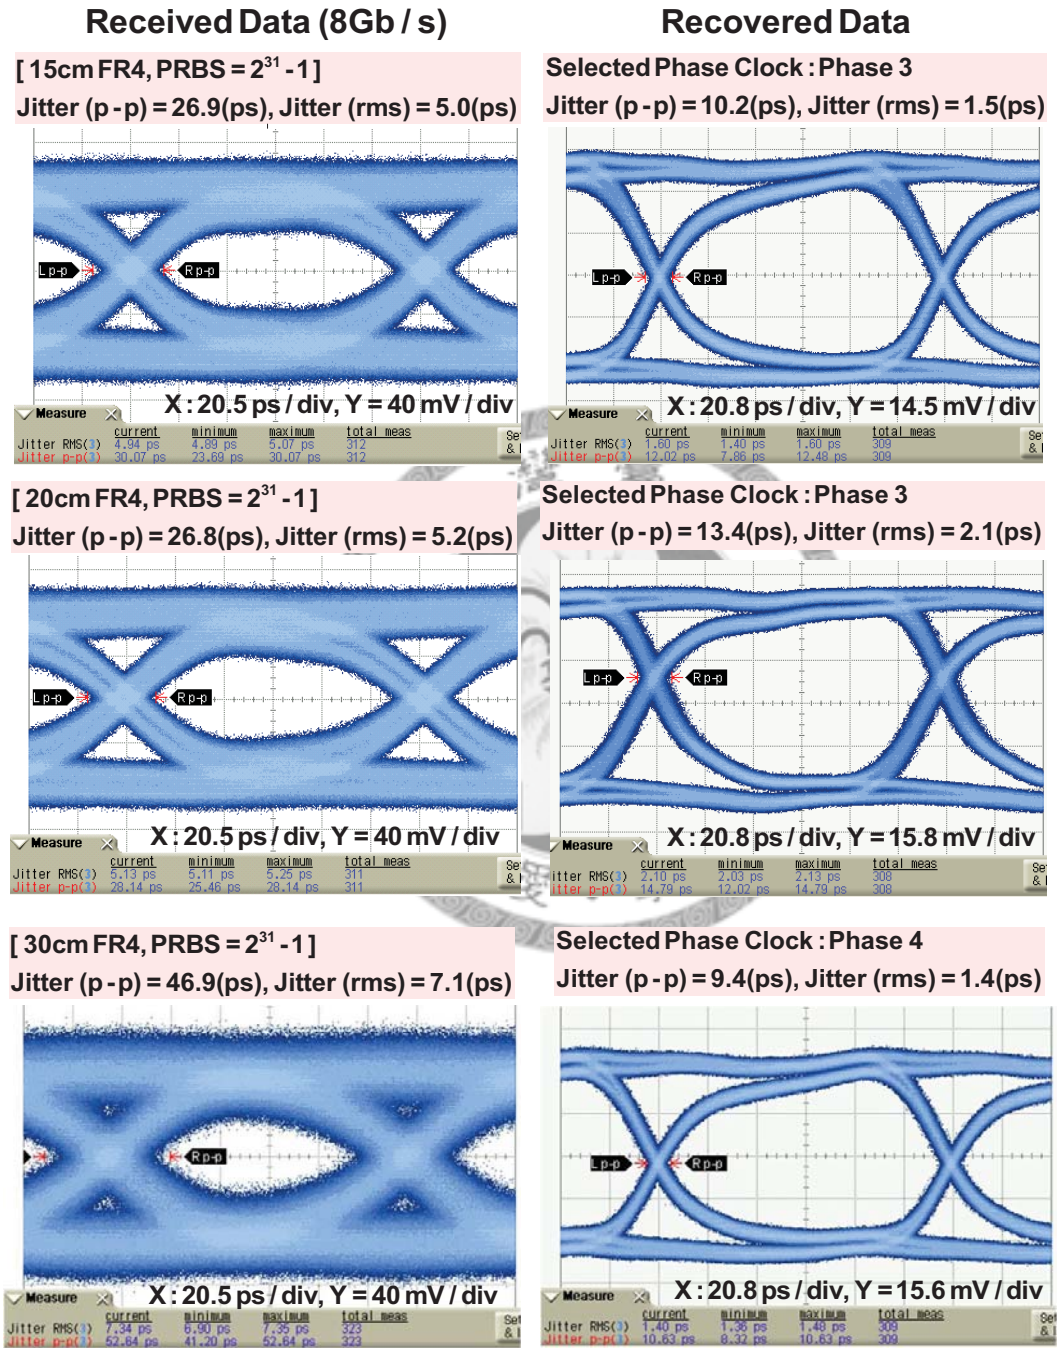 Received Data (8Gb / s)
Recovered Data
[ 15cm FR4, PRBS = 2³¹ -1 ]
Jitter (p - p) = 26.9(ps), Jitter (rms) = 5.0(ps)
Selected Phase Clock : Phase 3
Jitter (p - p) = 10.2(ps), Jitter (rms) = 1.5(ps)
L p-p
R p-p
L p-p
R p-p
X : 20.5 ps / div, Y = 40 mV / div
Measure
current minimum maximum total meas
Jitter RMS(3) 4.94 ps 4.89 ps 5.07 ps 312
Jitter p-p(3) 30.07 ps 23.69 ps 30.07 ps 312
X : 20.8 ps / div, Y = 14.5 mV / div
Measure
current minimum maximum total meas
Jitter RMS(3) 1.60 ps 1.40 ps 1.60 ps 309
Jitter p-p(3) 12.02 ps 7.86 ps 12.48 ps 309
[ 20cm FR4, PRBS = 2³¹ -1 ]
Jitter (p - p) = 26.8(ps), Jitter (rms) = 5.2(ps)
Selected Phase Clock : Phase 3
Jitter (p - p) = 13.4(ps), Jitter (rms) = 2.1(ps)
L p-p
R p-p
L p-p
R p-p
X : 20.5 ps / div, Y = 40 mV / div
Measure
current minimum maximum total meas
Jitter RMS(3) 5.13 ps 5.11 ps 5.25 ps 311
Jitter p-p(3) 28.14 ps 25.46 ps 28.14 ps 311
X : 20.8 ps / div, Y = 15.8 mV / div
Measure
current minimum maximum total meas
itter RMS(3) 2.10 ps 2.03 ps 2.13 ps 308
itter p-p(3) 14.79 ps 12.02 ps 14.79 ps 308
[ 30cm FR4, PRBS = 2³¹ -1 ]
Jitter (p - p) = 46.9(ps), Jitter (rms) = 7.1(ps)
Selected Phase Clock : Phase 4
Jitter (p - p) = 9.4(ps), Jitter (rms) = 1.4(ps)
R p-p
L p-p
R p-p
X : 20.5 ps / div, Y = 40 mV / div
Measure
current minimum maximum total meas
Jitter RMS(3) 7.34 ps 6.90 ps 7.35 ps 323
Jitter p-p(3) 52.64 ps 41.20 ps 52.64 ps 323
X : 20.8 ps / div, Y = 15.6 mV / div
Measure
current minimum maximum total meas
Jitter RMS(3) 1.40 ps 1.36 ps 1.48 ps 309
Jitter p-p(3) 10.63 ps 8.32 ps 10.63 ps 309